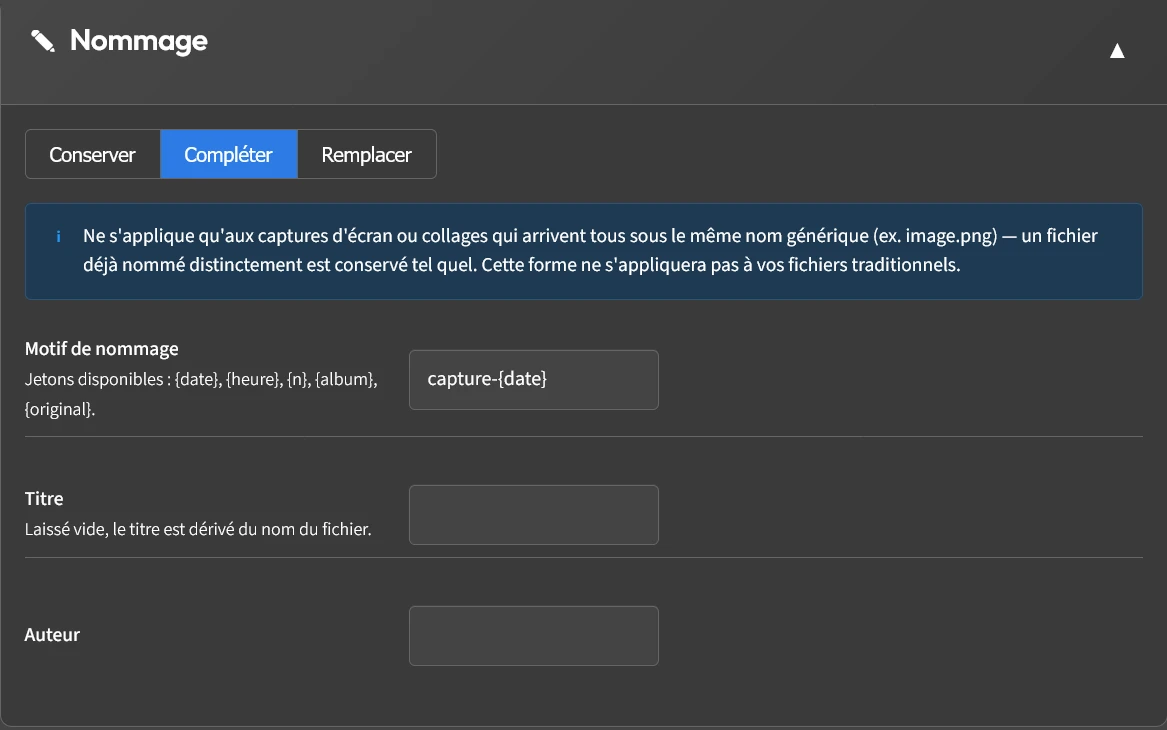 Nommage
▲
Conserver
Compléter
Remplacer
i
Ne s'applique qu'aux captures d'écran ou collages qui arrivent tous sous le même nom générique (ex. image.png) — un fichier
déjà nommé distinctement est conservé tel quel. Cette forme ne s'appliquera pas à vos fichiers traditionnels.
Motif de nommage
Jetons disponibles : {date}, {heure}, {n}, {album},
{original}.
capture-{date}
Titre
Laissé vide, le titre est dérivé du nom du fichier.
Auteur